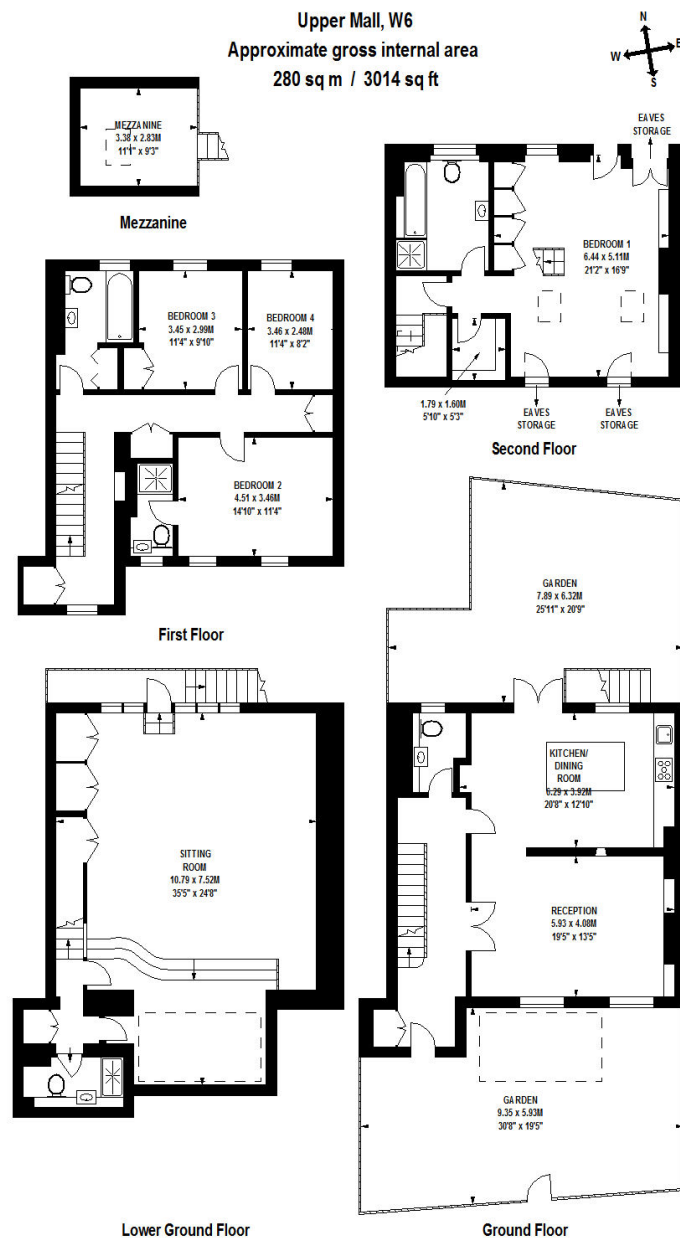 Upper Mall, W6
Approximate gross internal area
280 sq m / 3014 sq ft
N
W E
S
MEZZANINE
3.38 x 2.83M
11'1" x 9'3"
Mezzanine
EAVES
STORAGE
BEDROOM 1
6.44 x 5.11M
21'2" x 16'9"
1.79 x 1.60M
5'10" x 5'3"
EAVES
STORAGE
EAVES
STORAGE
Second Floor
BEDROOM 3
3.45 x 2.99M
11'4" x 9'10"
BEDROOM 4
3.46 x 2.48M
11'4" x 8'2"
BEDROOM 2
4.51 x 3.46M
14'10" x 11'4"
First Floor
GARDEN
7.89 x 6.32M
25'11" x 20'9"
KITCHEN/
DINING
ROOM
6.29 x 3.92M
20'8" x 12'10"
SITTING
ROOM
10.79 x 7.52M
35'5" x 24'8"
RECEPTION
5.93 x 4.08M
19'5" x 13'5"
GARDEN
9.35 x 5.93M
30'8" x 19'5"
Lower Ground Floor
Ground Floor